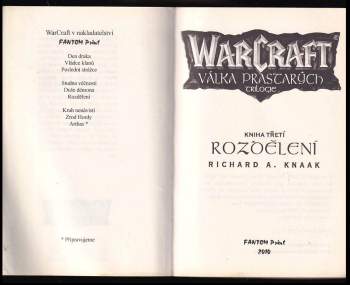 WarCraft v nakladatelství
FANTOM Print
Den draka
Vládce klanů
Poslední strážce
Studna věčnosti
Duše démona
Rozdělení
Kruh nenávisti
Zrod Hordy
Arthas *
* Připravujeme
WARCRAFT
VÁLKA PRASTARÝCH
TRILOGIE
KNIHA TŘETÍ
ROZDĚLENÍ
RICHARD A. KNAAK
FANTOM Print
2010